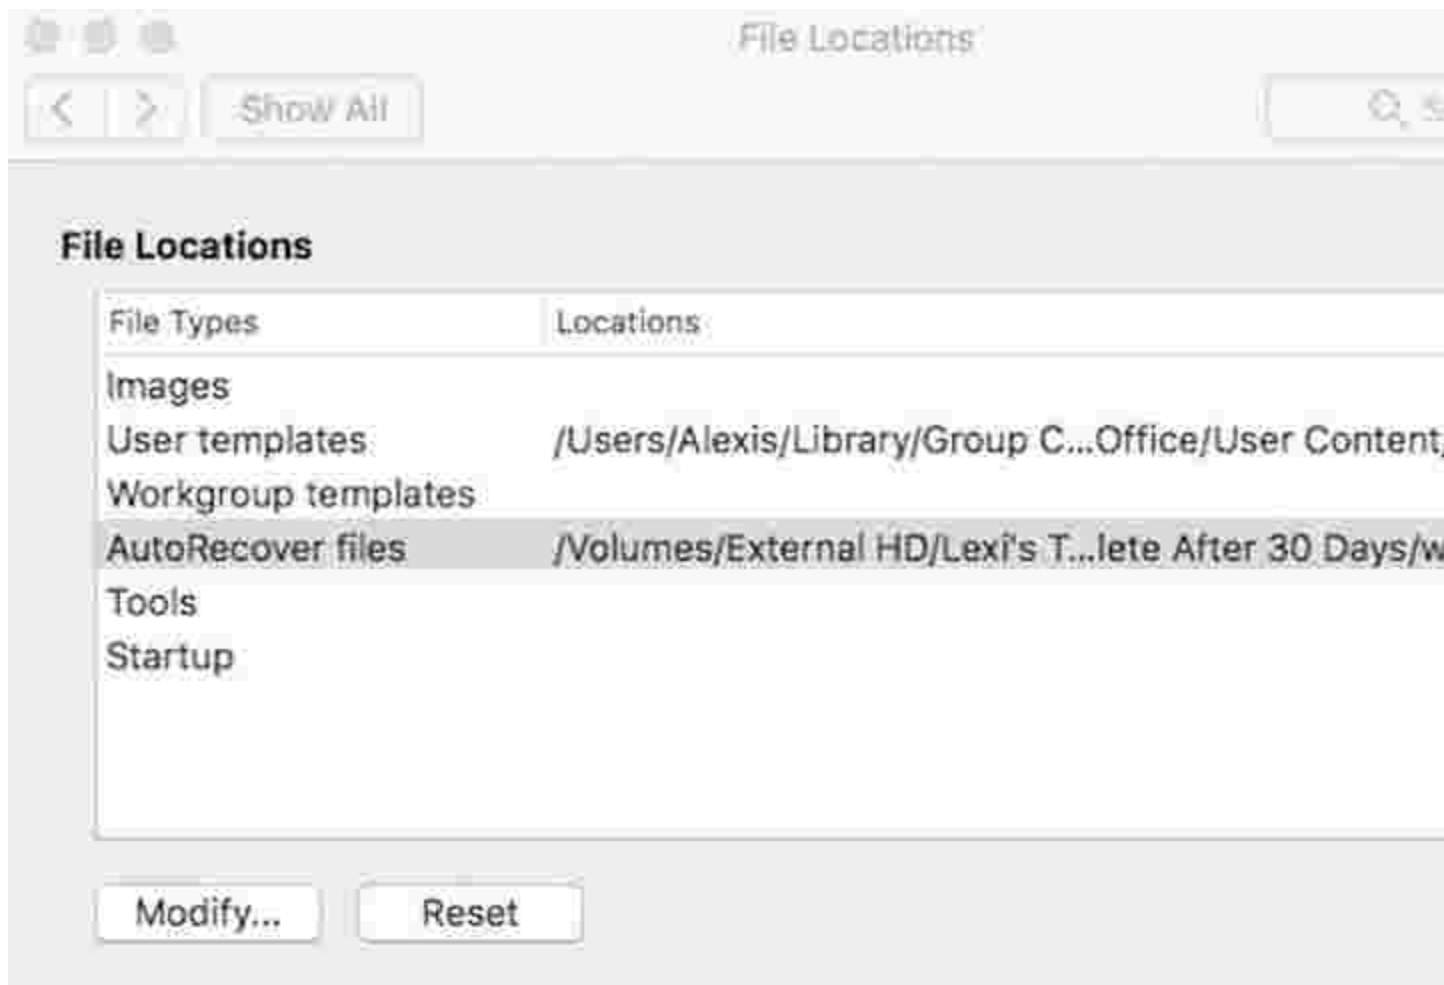 File Locations
Show All
File Locations
File Types Locations
Images
User templates /Users/Alexis/Library/Group C...Office/User Content/
Workgroup templates
AutoRecover files /Volumes/External HD/Lexi's T...lete After 30 Days/w
Tools
Startup
Modify... Reset